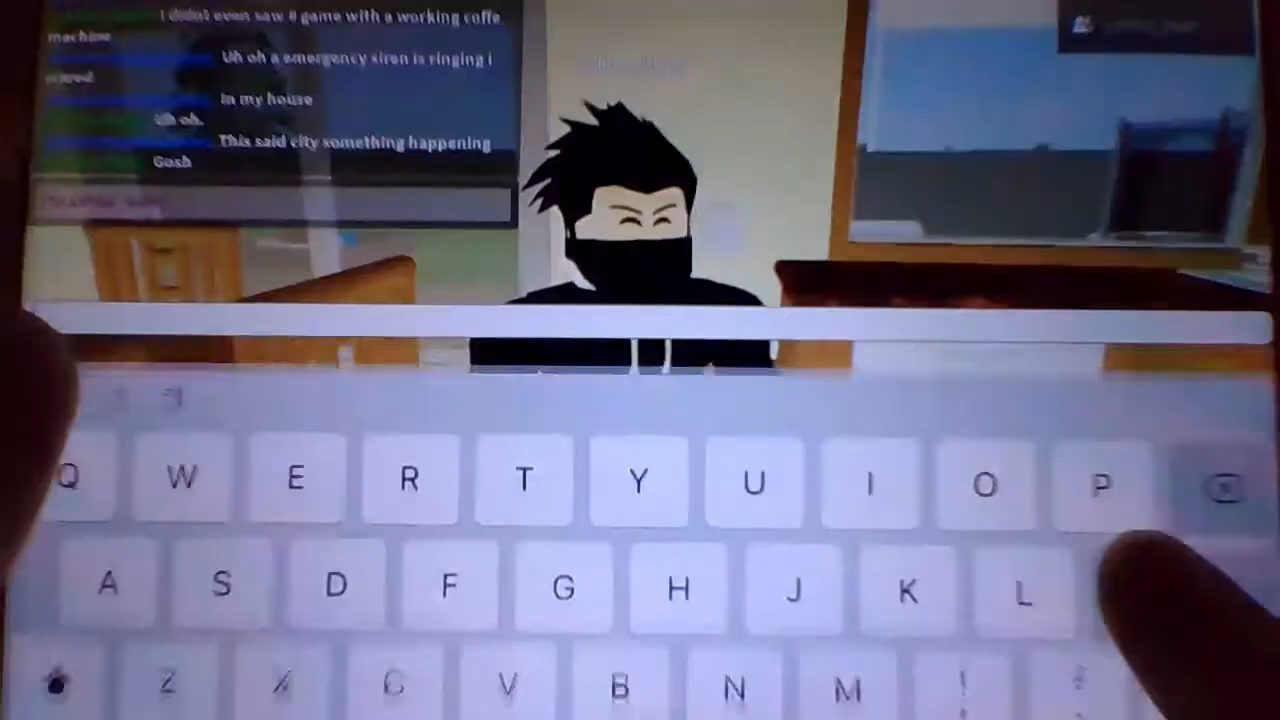 I didnt even saw a game with a working coffe
machine
Uh oh a emergency siren is ringing i
scared
In my house
Uh oh.
This said city something happening
Gosh
Q W E R T Y U I O P
A S D F G H J K L
Z X C V B N M !